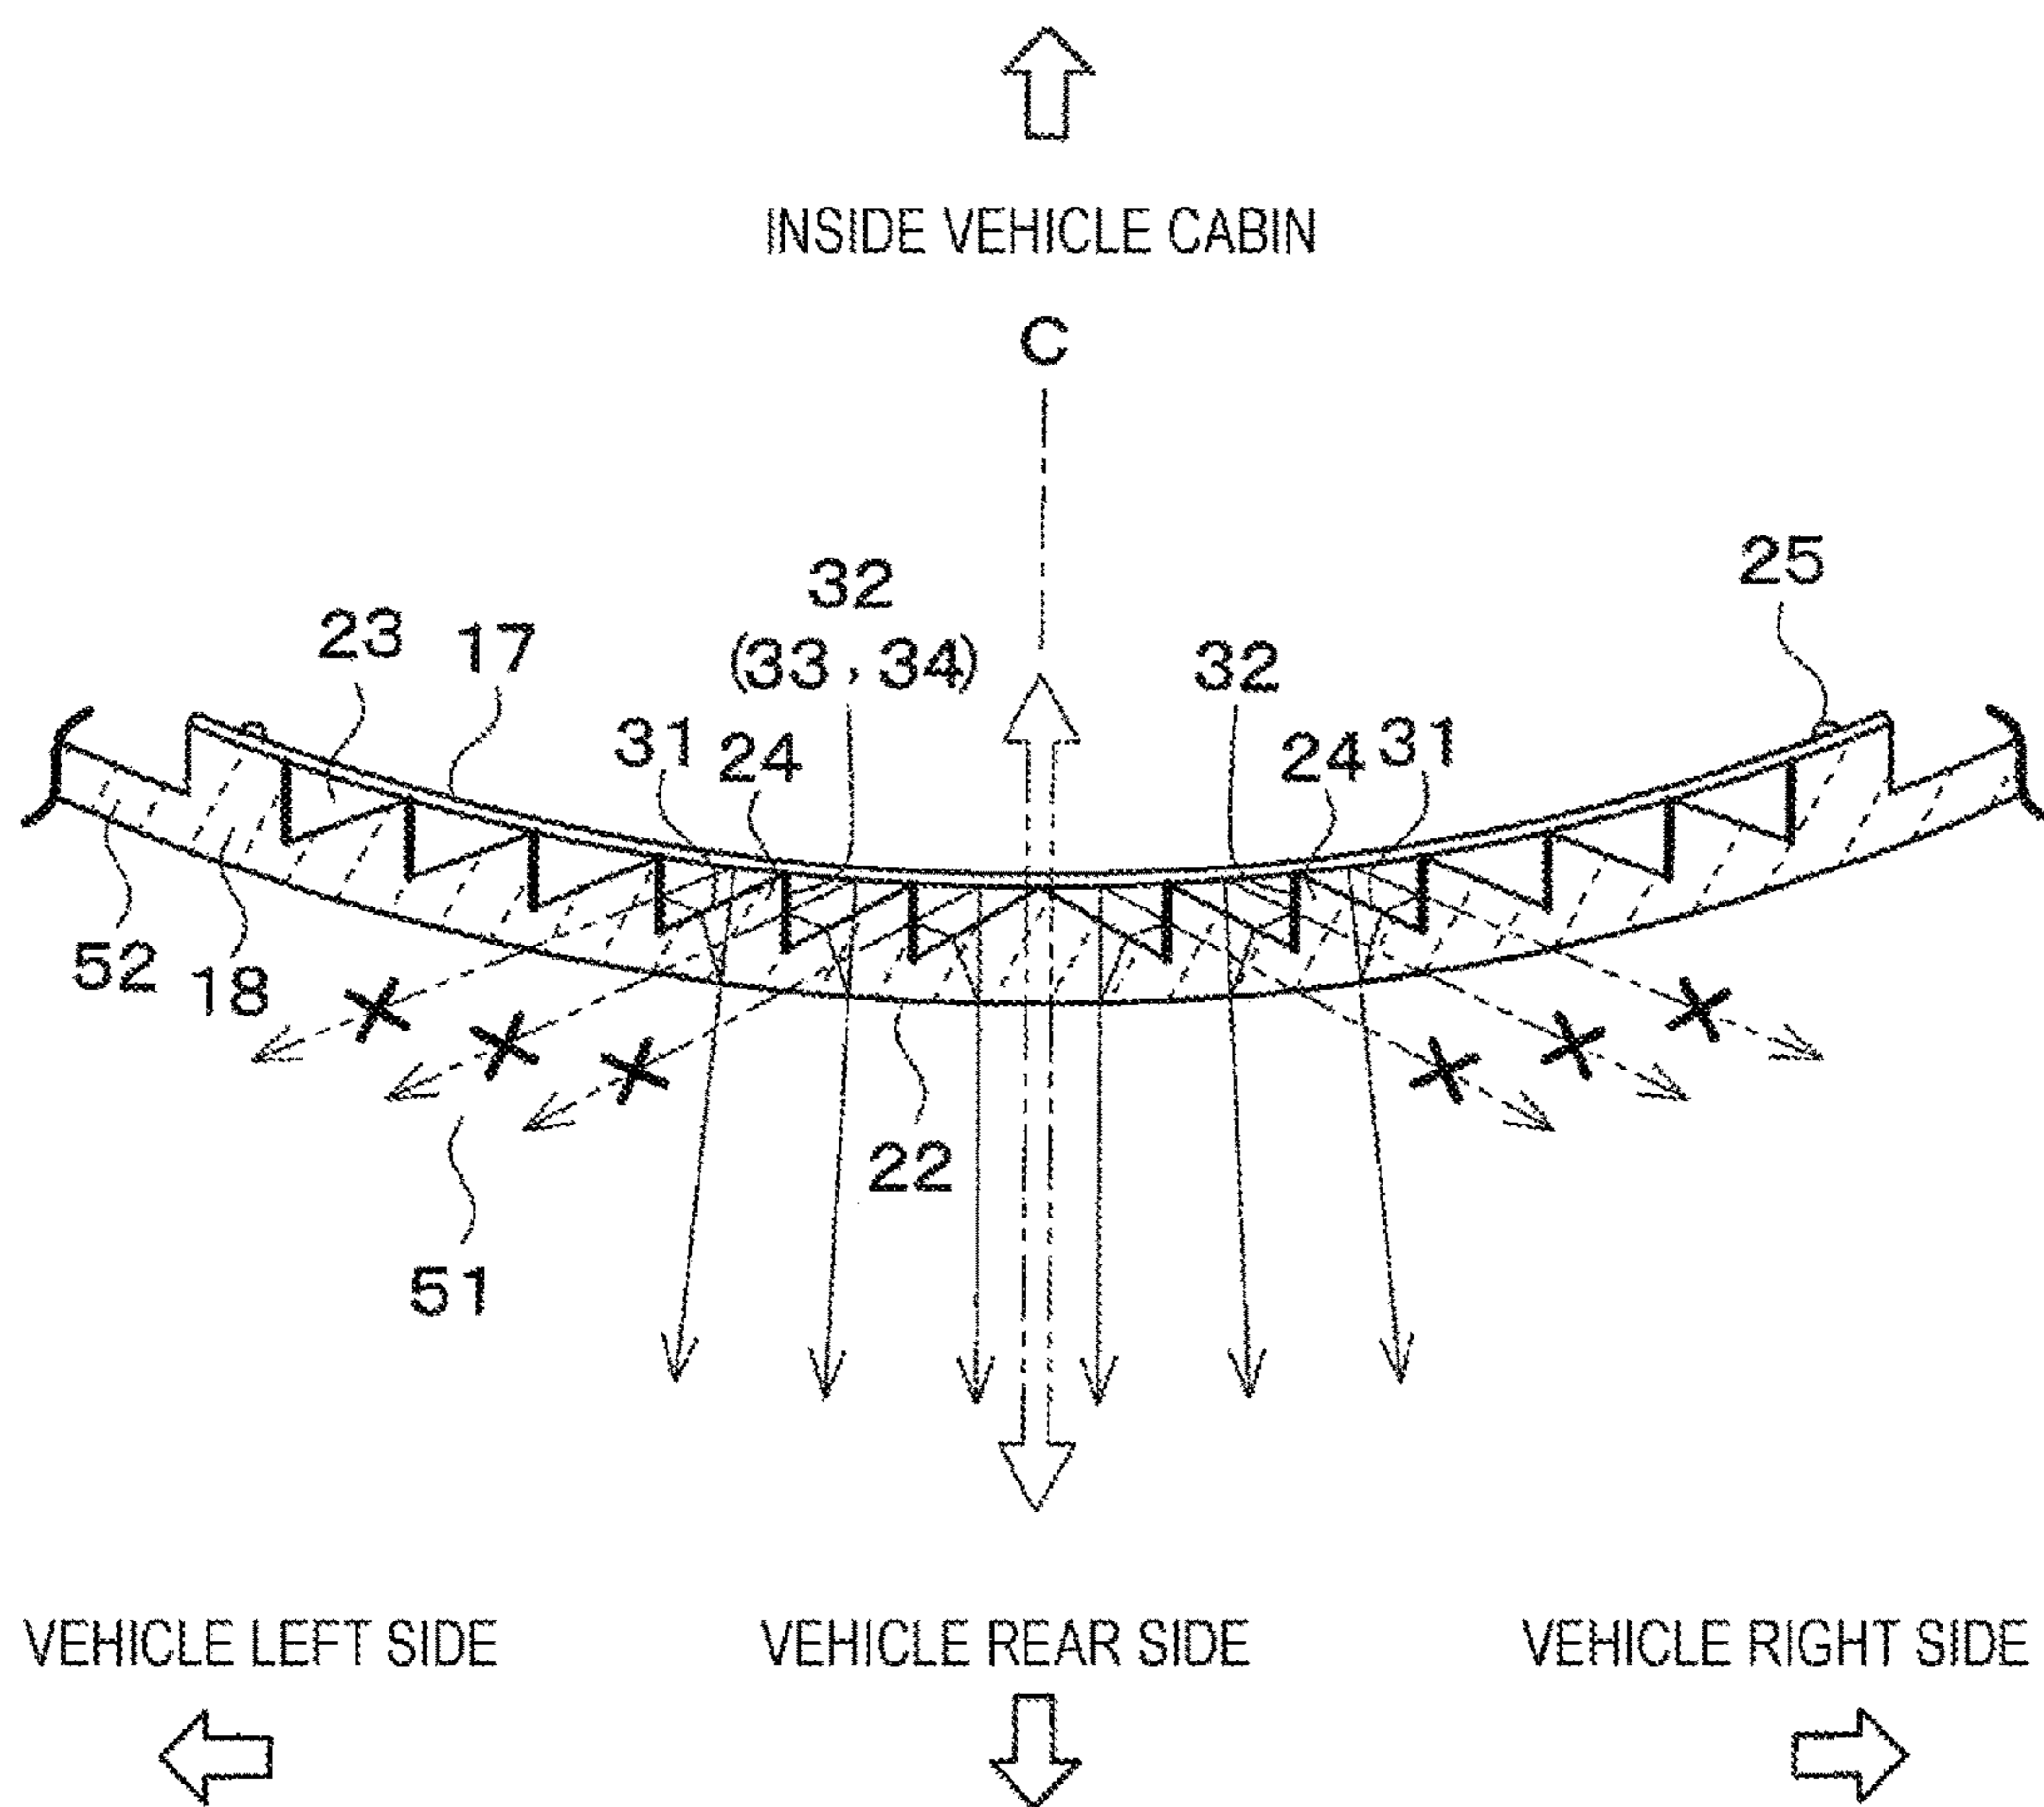 INSIDE VEHICLE CABIN
C
25
32
(33, 34)
32
23
17
31
24
24
31
52
18
22
51
VEHICLE LEFT SIDE
VEHICLE REAR SIDE
VEHICLE RIGHT SIDE